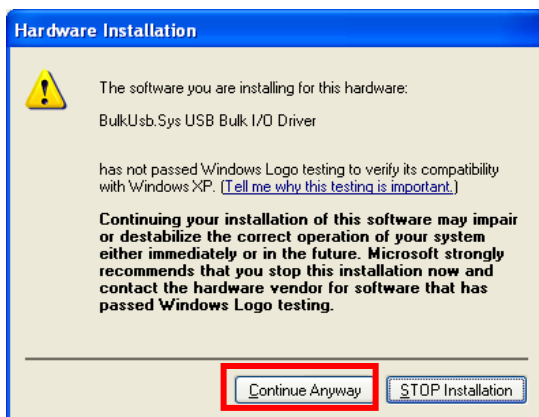 Hardware Installation
The software you are installing for this hardware:
BulkUsb.Sys USB Bulk I/O Driver
has not passed Windows Logo testing to verify its compatibility
with Windows XP. (Tell me why this testing is important.)
Continuing your installation of this software may impair
or destabilize the correct operation of your system
either immediately or in the future. Microsoft strongly
recommends that you stop this installation now and
contact the hardware vendor for software that has
passed Windows Logo testing.
Continue Anyway STOP Installation